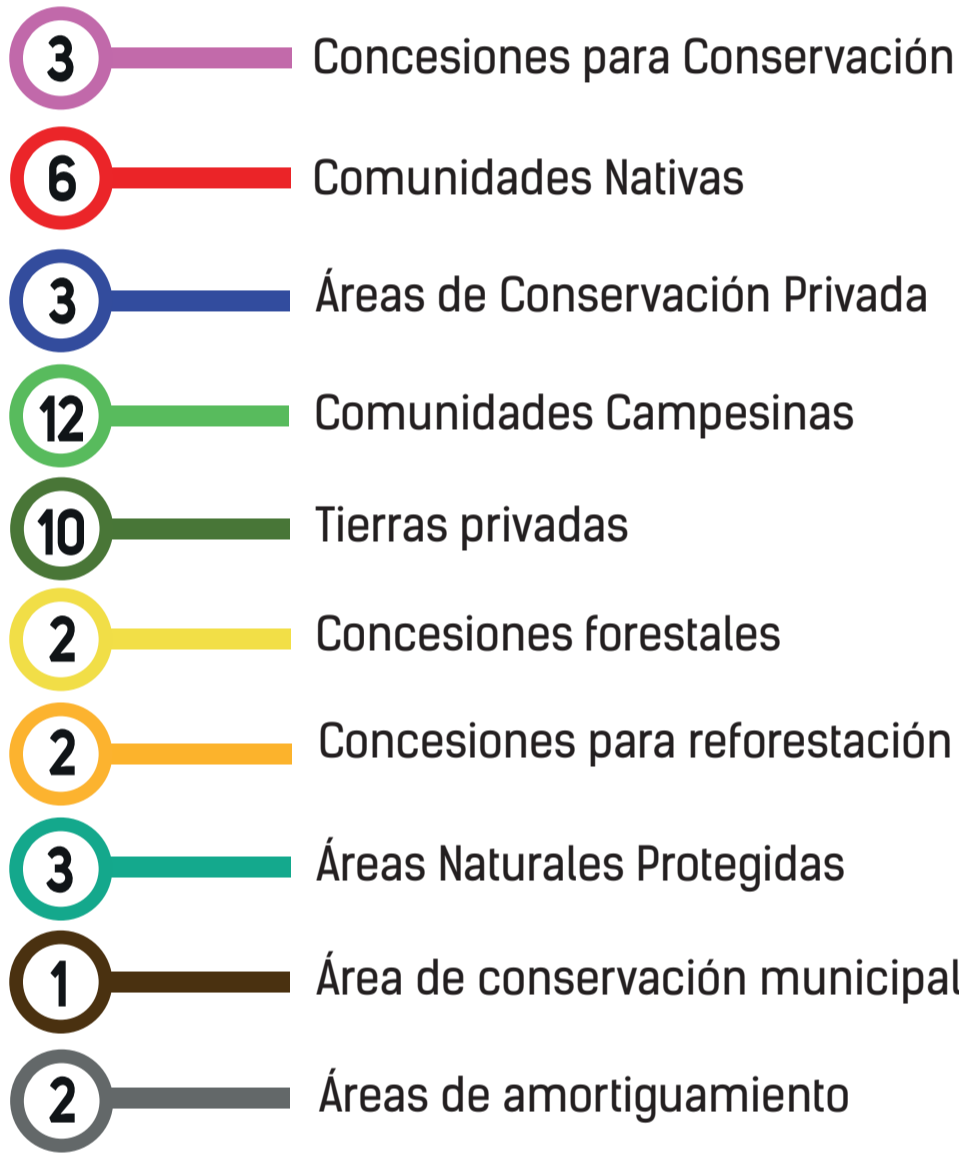 3 Concesiones para Conservación
6 Comunidades Nativas
3 Áreas de Conservación Privada
12 Comunidades Campesinas
10 Tierras privadas
2 Concesiones forestales
2 Concesiones para reforestación
3 Áreas Naturales Protegidas
1 Área de conservación municipal
2 Áreas de amortiguamiento